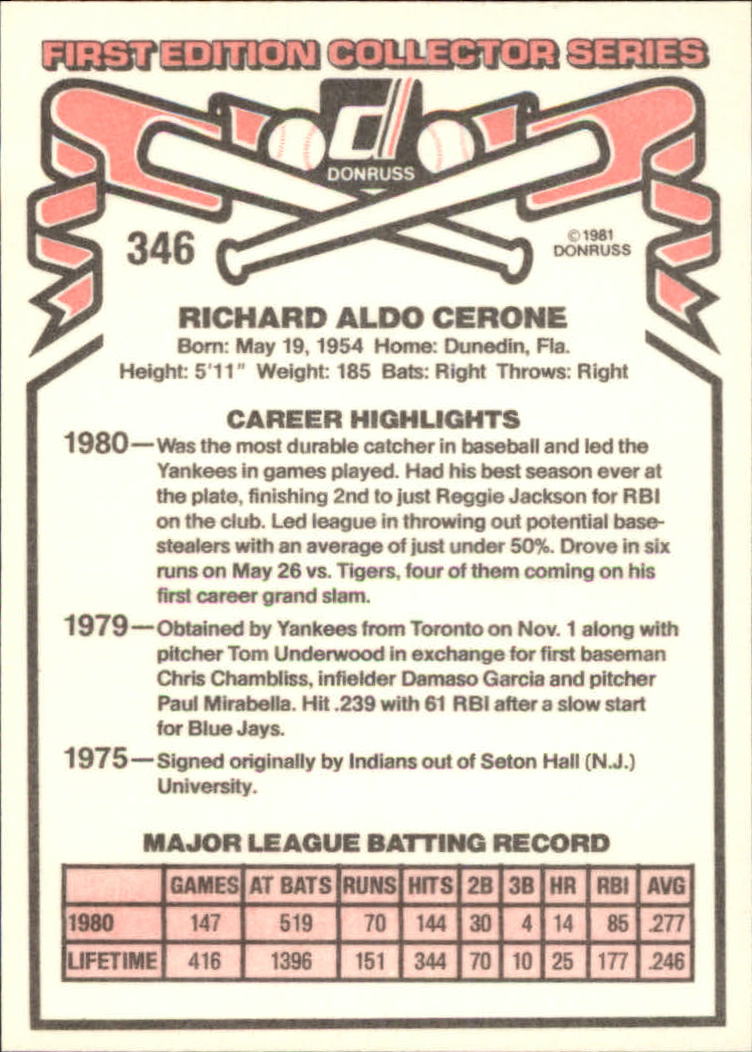 FIRST EDITION COLLECTOR SERIES
DONRUSS
346
© 1981
DONRUSS
RICHARD ALDO CERONE
Born: May 19, 1954 Home: Dunedin, Fla.
Height: 5'11" Weight: 185 Bats: Right Throws: Right
CAREER HIGHLIGHTS
1980—Was the most durable catcher in baseball and led the
Yankees in games played. Had his best season ever at
the plate, finishing 2nd to just Reggie Jackson for RBI
on the club. Led league in throwing out potential base-
stealers with an average of just under 50%. Drove in six
runs on May 26 vs. Tigers, four of them coming on his
first career grand slam.
1979—Obtained by Yankees from Toronto on Nov. 1 along with
pitcher Tom Underwood in exchange for first baseman
Chris Chambliss, infielder Damaso Garcia and pitcher
Paul Mirabella. Hit .239 with 61 RBI after a slow start
for Blue Jays.
1975—Signed originally by Indians out of Seton Hall (N.J.)
University.
MAJOR LEAGUE BATTING RECORD
GAMES AT BATS RUNS HITS 2B 3B HR RBI AVG
1980 147 519 70 144 30 4 14 85 .277
LIFETIME 416 1396 151 344 70 10 25 177 .246